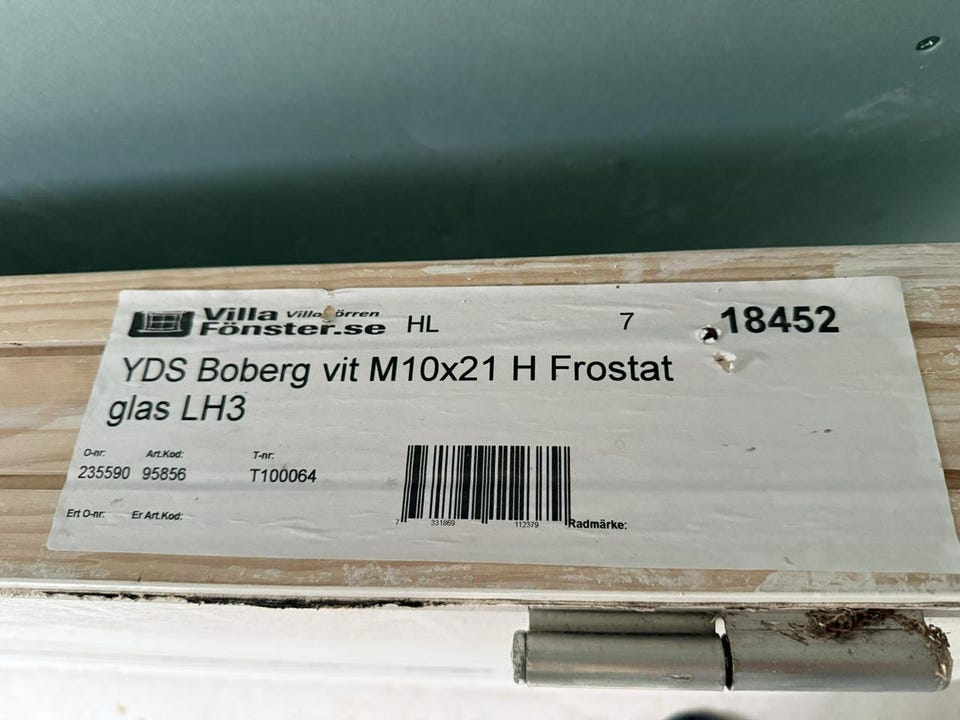 Villa
Fönster.se HL 7 18452
YDS Boberg vit M10x21 H Frostat
glas LH3
O-nr: Art.Kod: T-nr:
235590 95856 T100064
Ert O-nr: Er Art.Kod:
7 331869 112379 Radmärke: